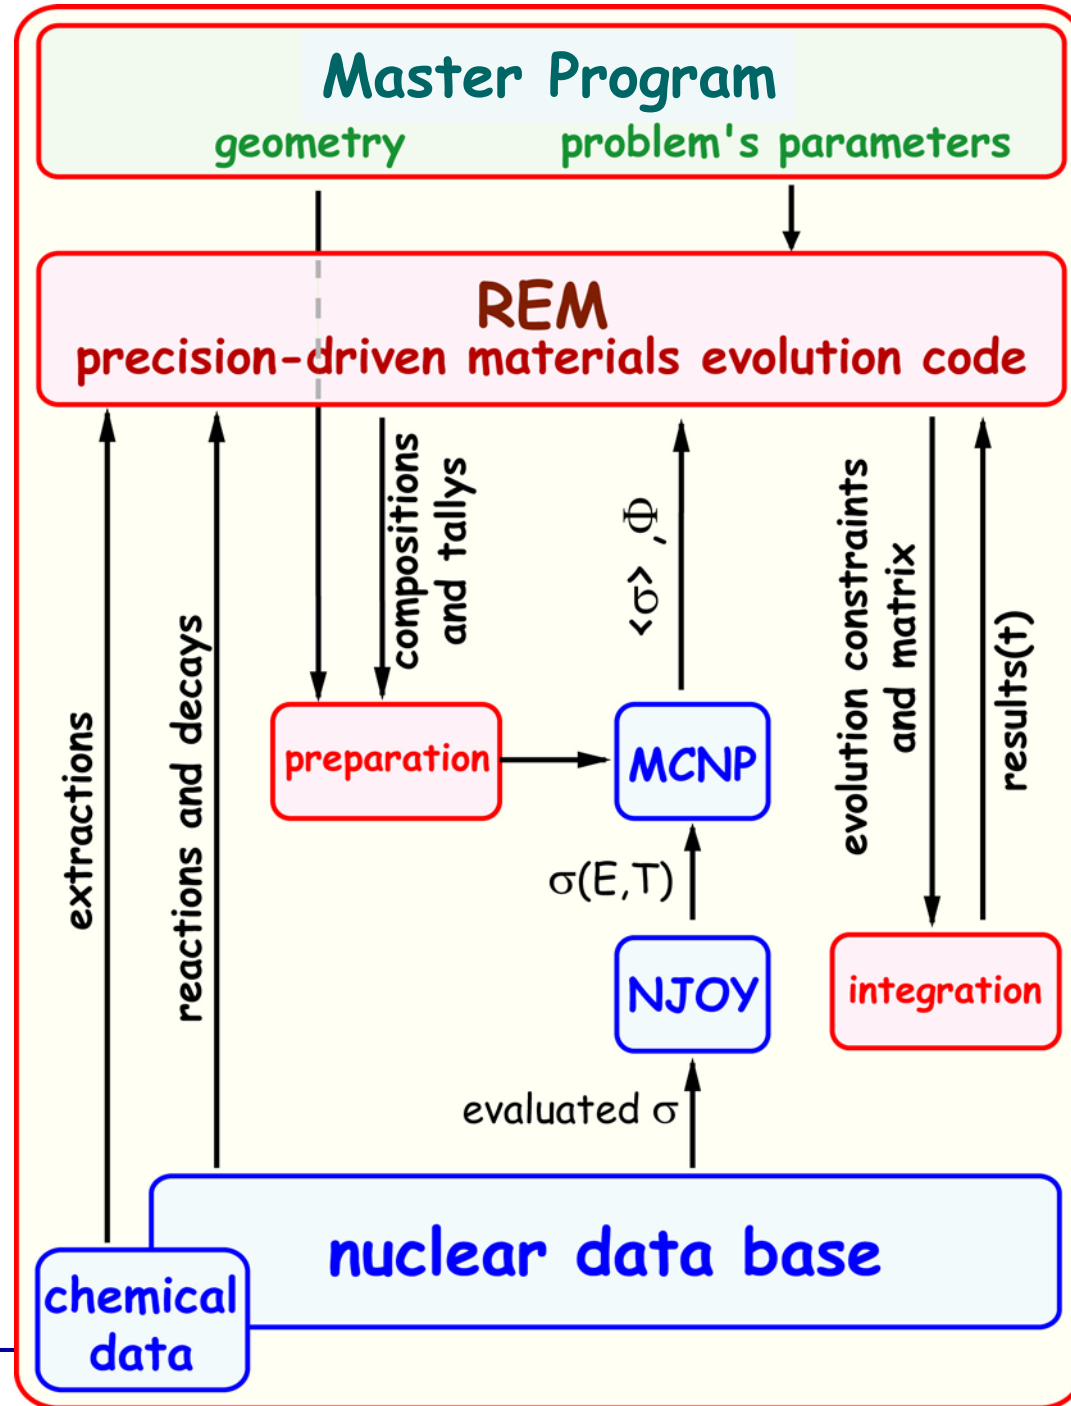 Master Program
geometry
problem's parameters
REM
precision-driven materials evolution code
extractions
reactions and decays
compositions
and tallys
<σ> ,Φ
evolution constraints
and matrix
results(t)
preparation
MCNP
σ(E,T)
NJOY
integration
evaluated σ
nuclear data base
chemical
data